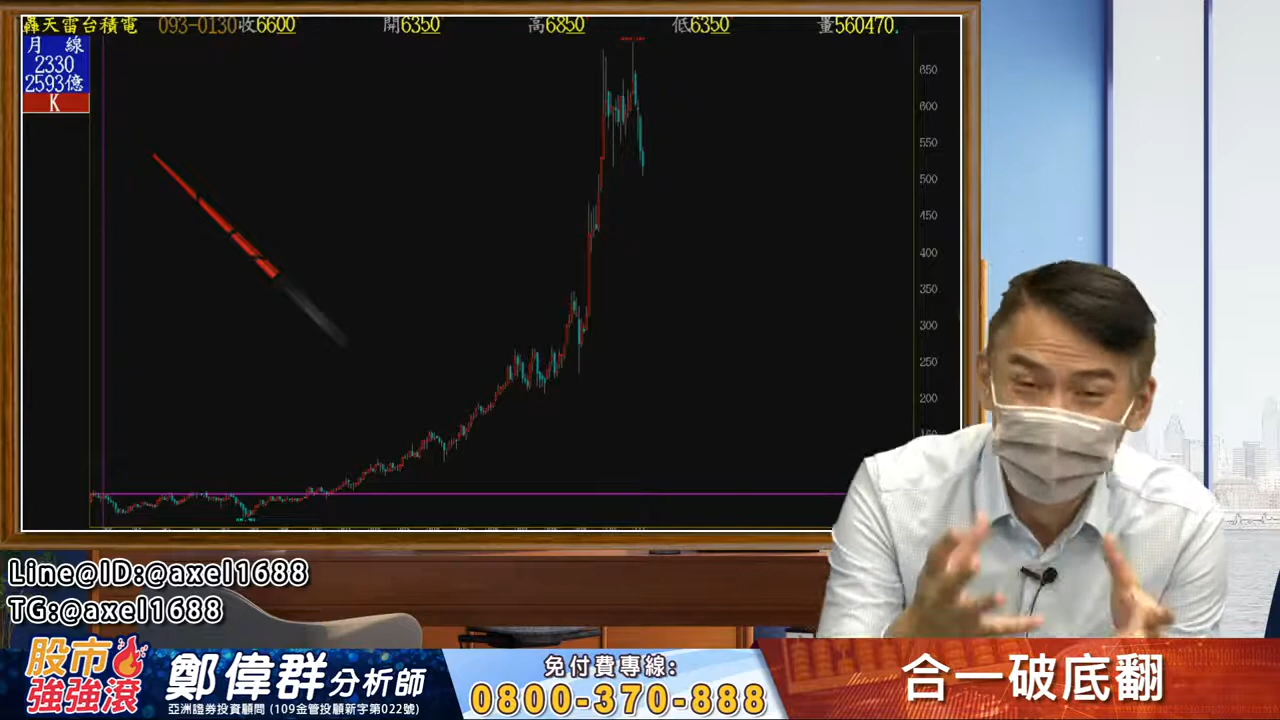 轟天雷台積電 093-0130收6600 開6350 高6850 低6350 量560470
月 線
2330
2593億
K
650
600
550
500
450
400
350
300
250
200
Line@ID:@axel1688
TG:@axel1688
股市
強強滾
鄭偉群分析師
亞洲證券投資顧問 (109金管投顧新字第022號)
免付費專線:
0800-370-888
合一破底翻